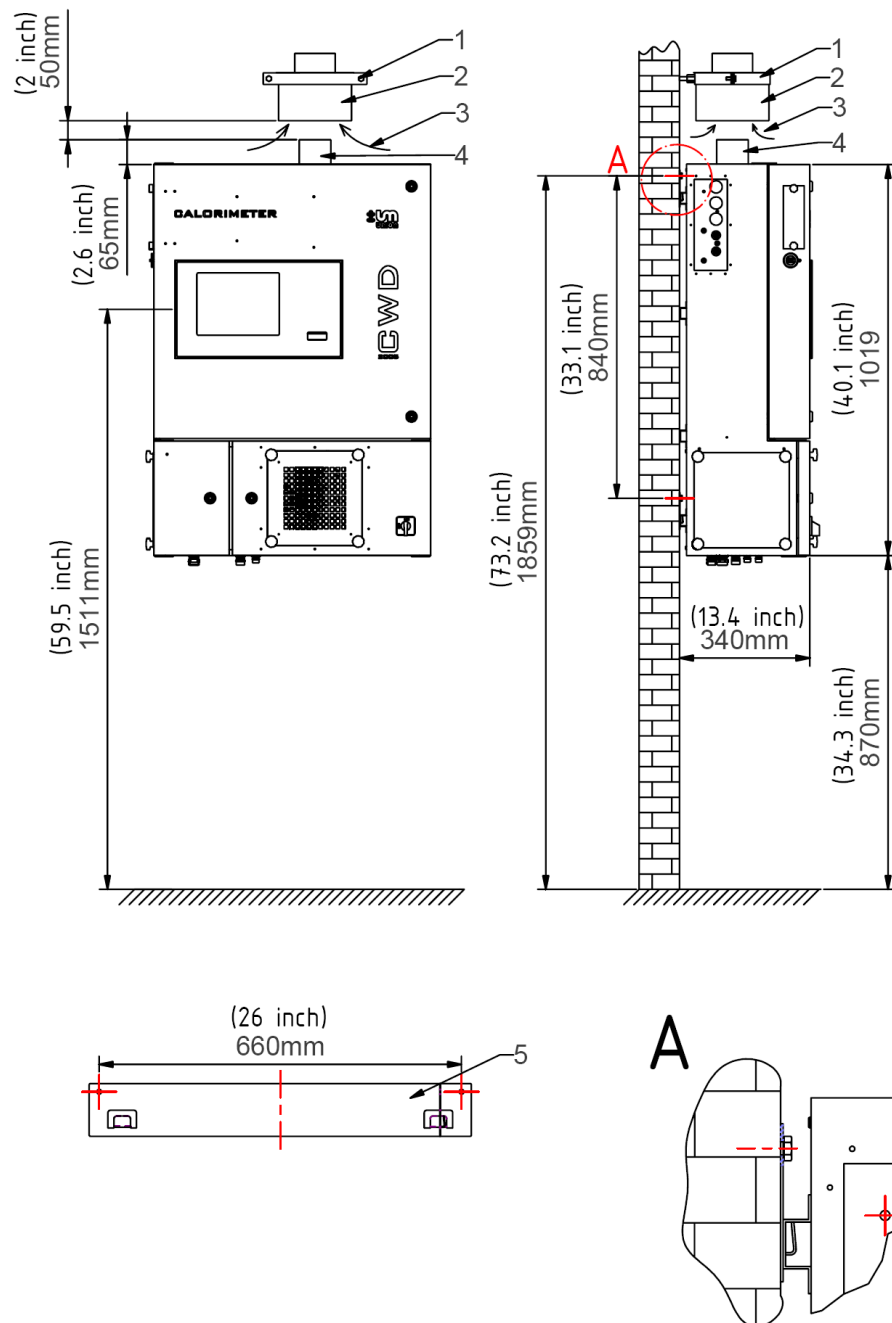 (2 inch)
50mm
1
2
3
4
(2.6 inch)
65mm
CALORIMETER
CWD
(59.5 inch)
1511mm
1
2
3
4
A
(33.1 inch)
840mm
(40.1 inch)
1019
(73.2 inch)
1859mm
(13.4 inch)
340mm
(34.3 inch)
870mm
(26 inch)
660mm
5
A